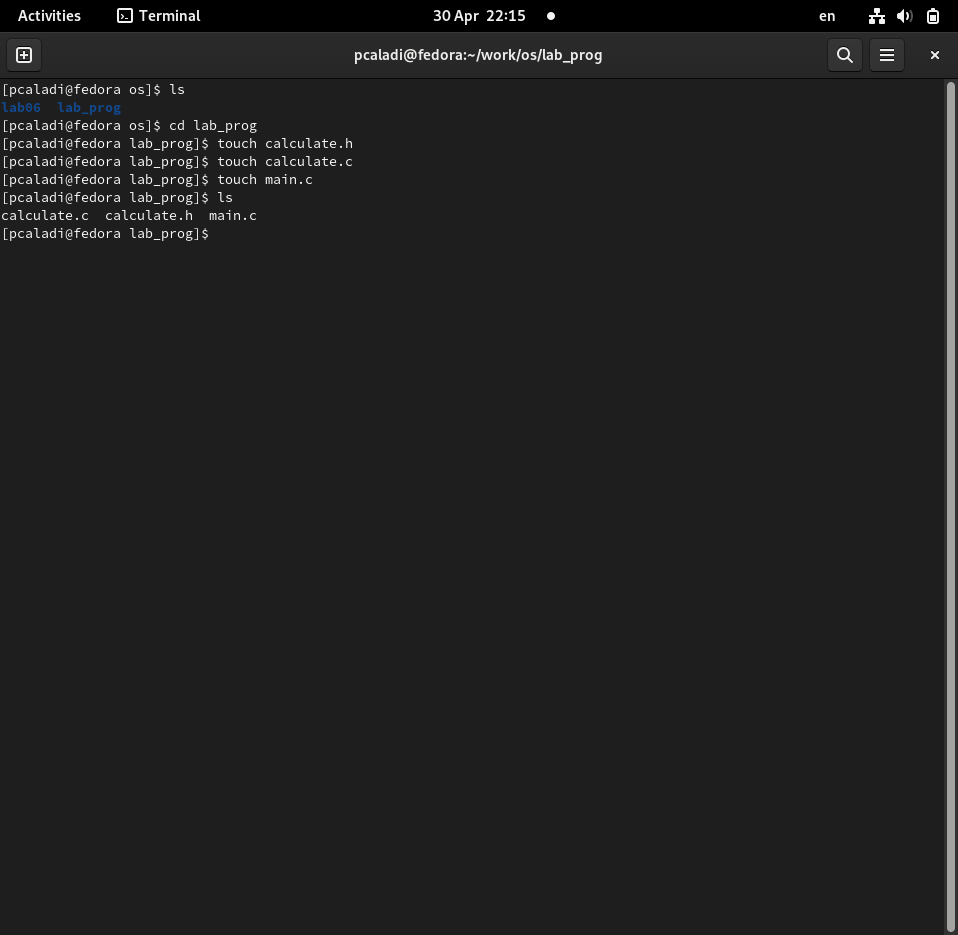 Activities Terminal 30 Apr 22:15 en
pcaladi@fedora:~/work/os/lab_prog
[pcaladi@fedora os]$ ls
lab06  lab_prog
[pcaladi@fedora os]$ cd lab_prog
[pcaladi@fedora lab_prog]$ touch calculate.h
[pcaladi@fedora lab_prog]$ touch calculate.c
[pcaladi@fedora lab_prog]$ touch main.c
[pcaladi@fedora lab_prog]$ ls
calculate.c  calculate.h  main.c
[pcaladi@fedora lab_prog]$